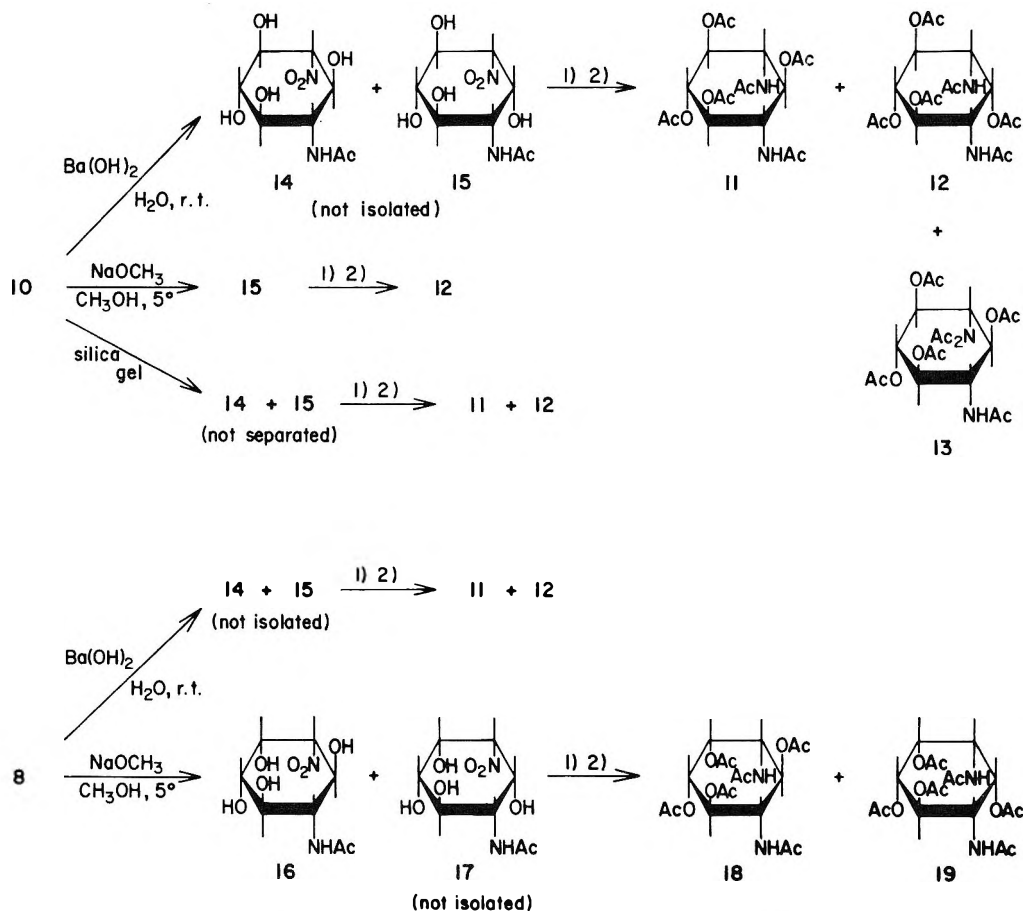 OH
OH
O₂N
OH
OH
HO
NHAc
14
+
OH
O₂N
OH
HO
OH
NHAc
15
(not isolated)
1) 2)
OAc
OAc
AcNH
OAc
AcO
NHAc
11
+
OAc
AcNH
OAc
AcO
OAc
NHAc
12
+
Ba(OH)₂
H₂O, r.t.
10
NaOCH₃
CH₃OH, 5°
15
1) 2)
12
silica
gel
14 + 15
(not separated)
1) 2)
11 + 12
OAc
OAc
Ac₂N
OAc
AcO
NHAc
13
14 + 15
(not isolated)
1) 2)
11 + 12
Ba(OH)₂
H₂O, r.t.
8
NaOCH₃
CH₃OH, 5°
OH
OH
O₂N
OH
HO
NHAc
16
+
OH
O₂N
OH
HO
OH
NHAc
17
(not isolated)
1) 2)
OAc
OAc
AcNH
OAc
AcO
NHAc
18
+
OAc
AcNH
OAc
AcO
OAc
NHAc
19